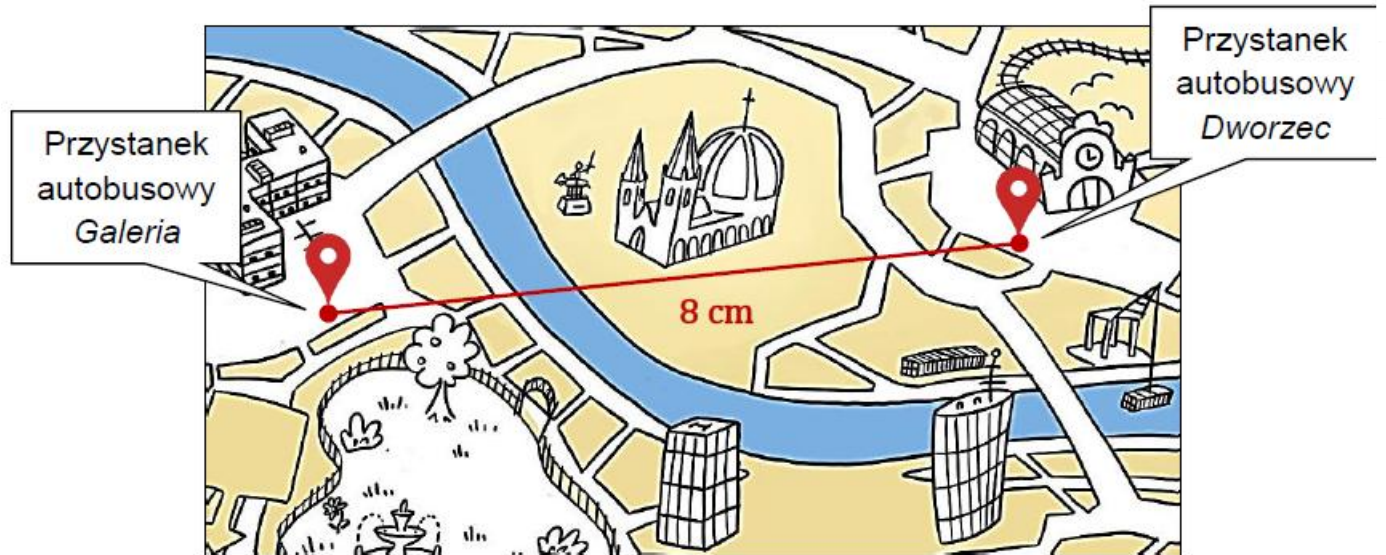 Przystanek
autobusowy
Galeria
Przystanek
autobusowy
Dworzec
8 cm